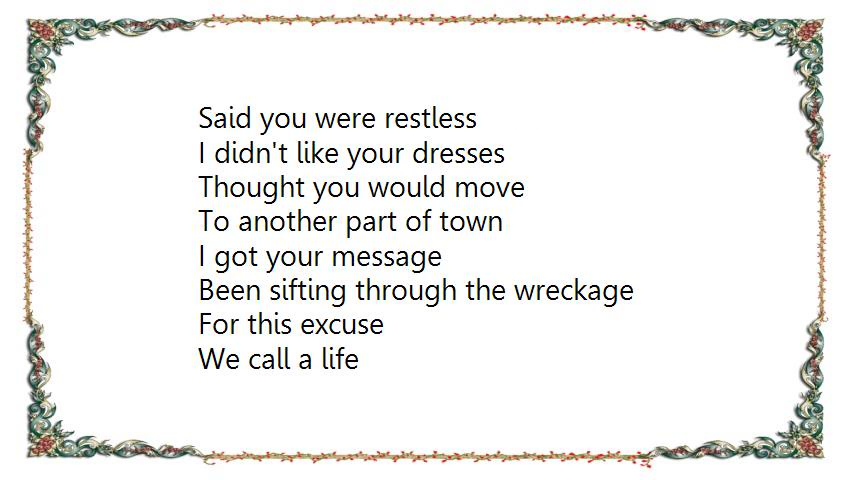 Said you were restless
I didn't like your dresses
Thought you would move
To another part of town
I got your message
Been sifting through the wreckage
For this excuse
We call a life